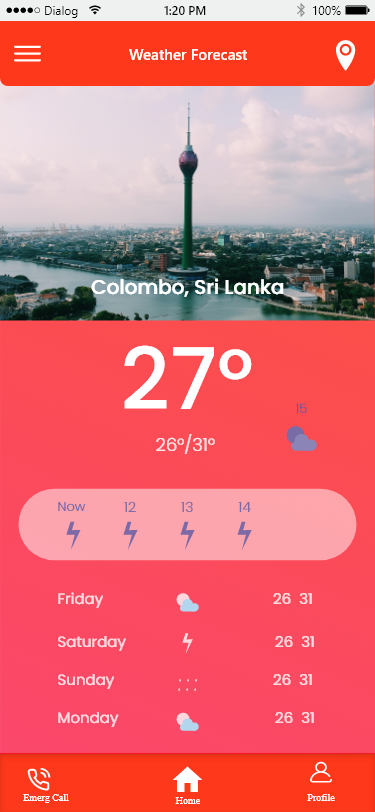 Dialog 1:20 PM 100%
Weather Forecast
Colombo, Sri Lanka
27°
26°/31°
15
Now 12 13 14
Friday 26 31
Saturday 26 31
Sunday 26 31
Monday 26 31
Emerg Call Home Profile